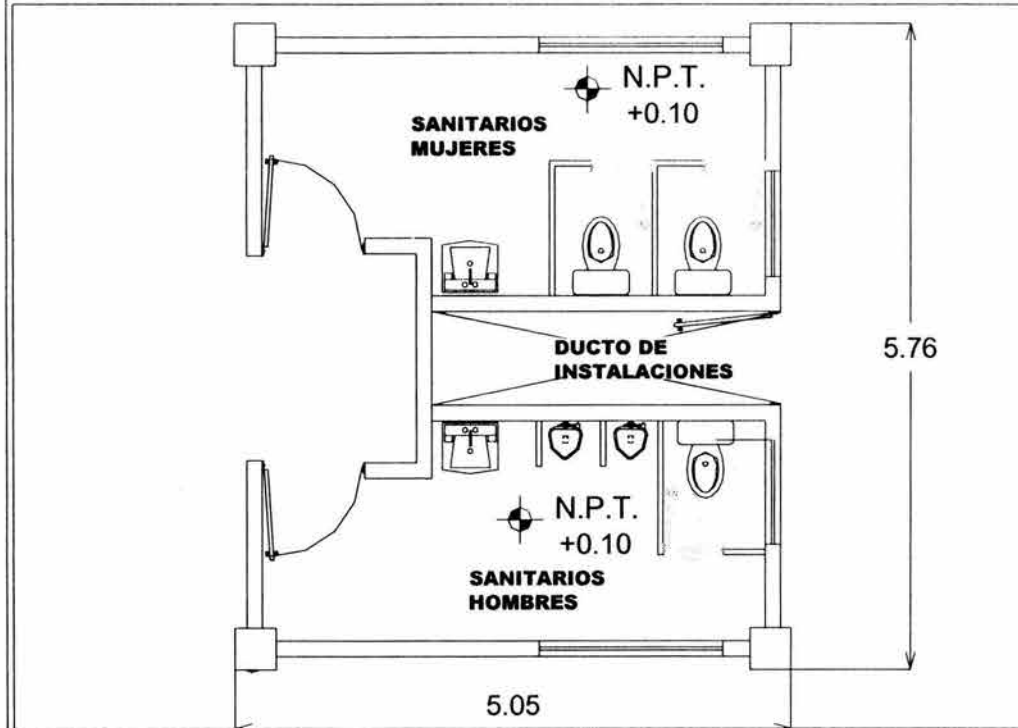 N.P.T.
+0.10
SANITARIOS
MUJERES
DUCTO DE
INSTALACIONES
5.76
N.P.T.
+0.10
SANITARIOS
HOMBRES
5.05